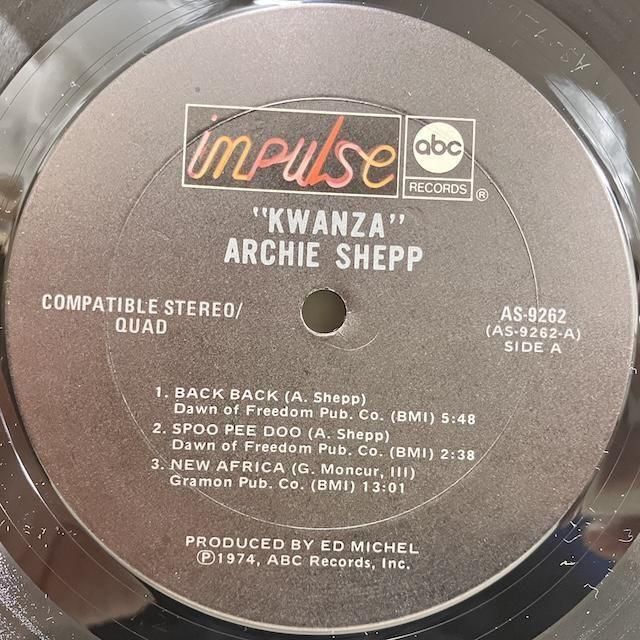 impulse
abc
RECORDS ®
"KWANZA"
ARCHIE SHEPP
COMPATIBLE STEREO/
QUAD
AS-9262
(AS-9262-A)
SIDE A
1. BACK BACK (A. Shepp)
Dawn of Freedom Pub. Co. (BMI) 5:48
2. SPOO PEE DOO (A. Shepp)
Dawn of Freedom Pub. Co. (BMI) 2:38
3. NEW AFRICA (G. Moncur, III)
Gramon Pub. Co. (BMI) 13:01
PRODUCED BY ED MICHEL
℗1974, ABC Records, Inc.